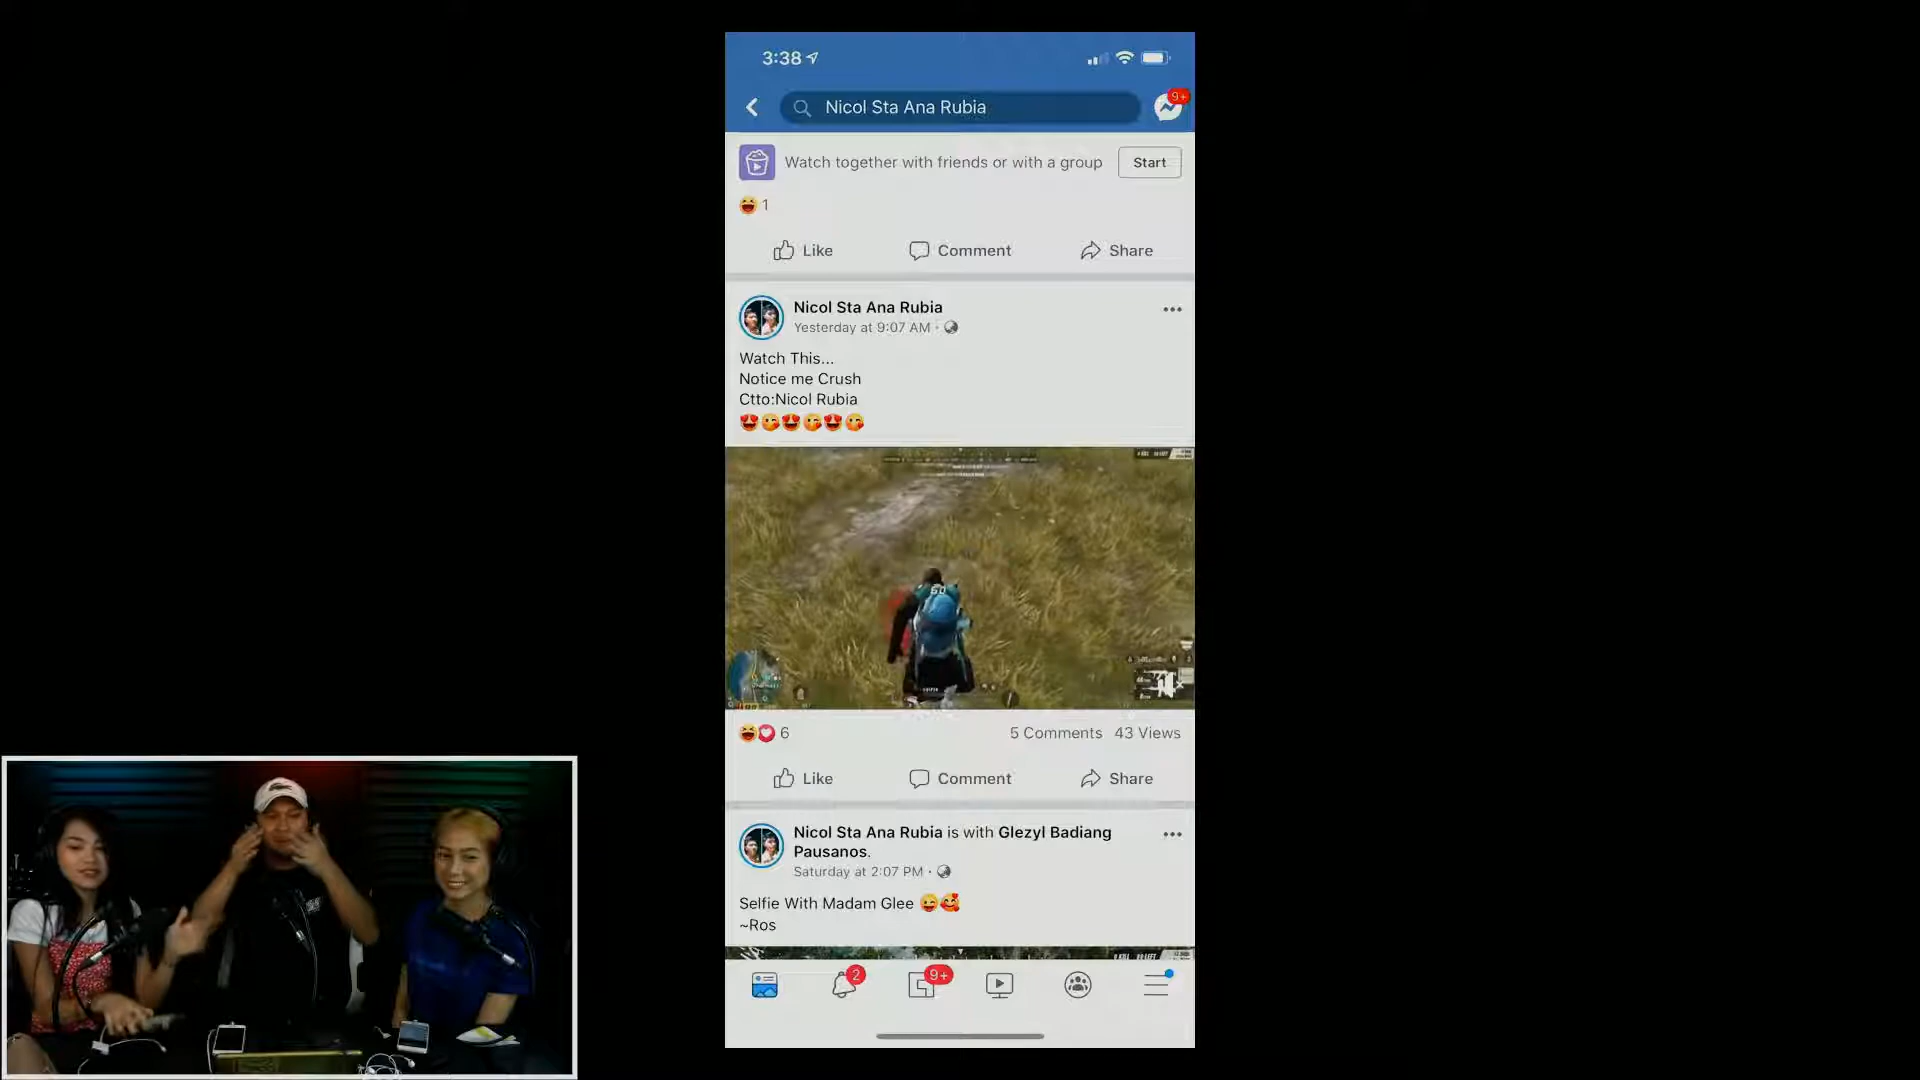 3:38
Nicol Sta Ana Rubia
9+
Watch together with friends or with a group
Start
1
Like
Comment
Share
Nicol Sta Ana Rubia
Yesterday at 9:07 AM ·
Watch This...
Notice me Crush
Ctto:Nicol Rubia
😍😘😍😘😍😘
60
6
5 Comments 43 Views
Like
Comment
Share
Nicol Sta Ana Rubia is with Glezyl Badiang
Pausanos.
Saturday at 2:07 PM ·
Selfie With Madam Glee 😜🥰
~Ros
2
9+